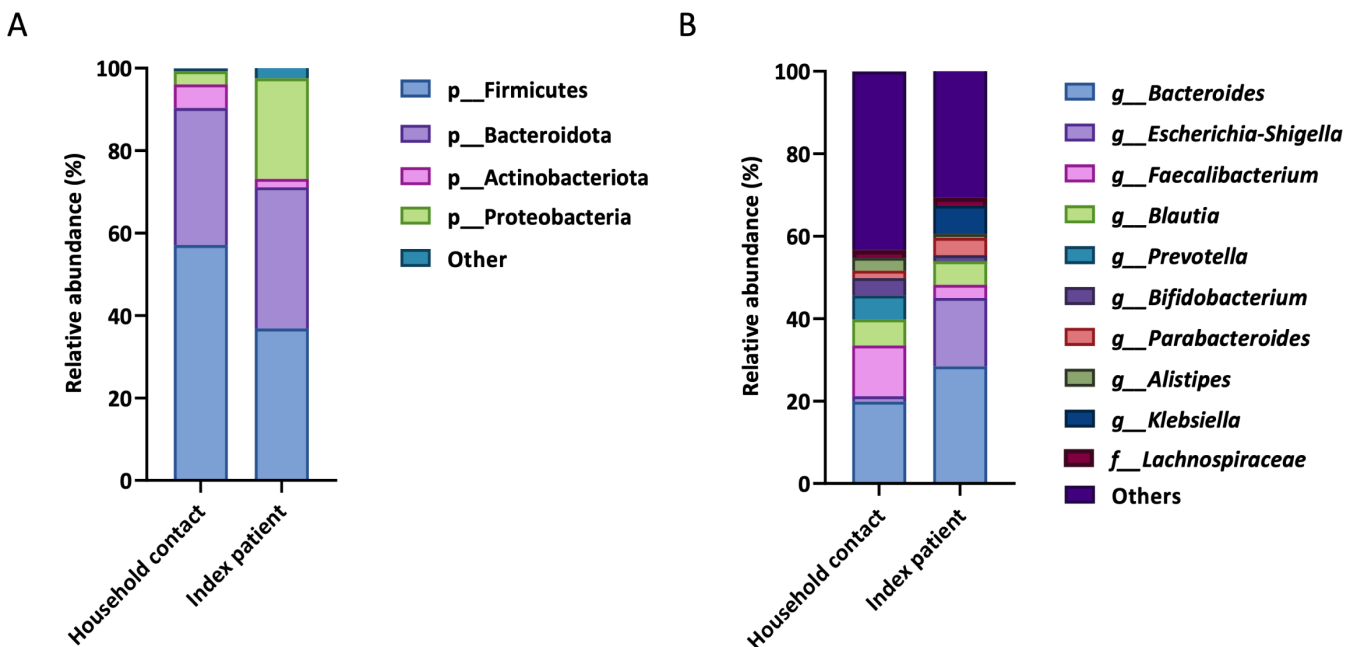 A
Relative abundance (%)
100
80
60
40
20
0
Household contact
Index patient
p__Firmicutes
p__Bacteroidota
p__Actinobacteriota
p__Proteobacteria
Other
B
Relative abundance (%)
100
80
60
40
20
0
Household contact
Index patient
g__Bacteroides
g__Escherichia-Shigella
g__Faecalibacterium
g__Blautia
g__Prevotella
g__Bifidobacterium
g__Parabacteroides
g__Alistipes
g__Klebsiella
f__Lachnospiraceae
Others